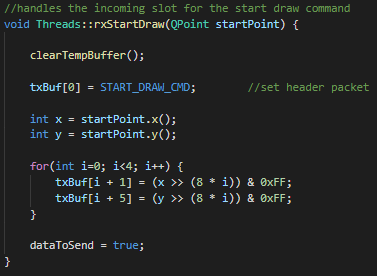 //handles the incoming slot for the start draw command
void Threads::rxStartDraw(QPoint startPoint) {
clearTempBuffer();
txBuf[0] = START_DRAW_CMD; //set header packet
int x = startPoint.x();
int y = startPoint.y();
for(int i=0; i<4; i++) {
txBuf[i + 1] = (x >> (8 * i)) & 0xFF;
txBuf[i + 5] = (y >> (8 * i)) & 0xFF;
}
dataToSend = true;
}